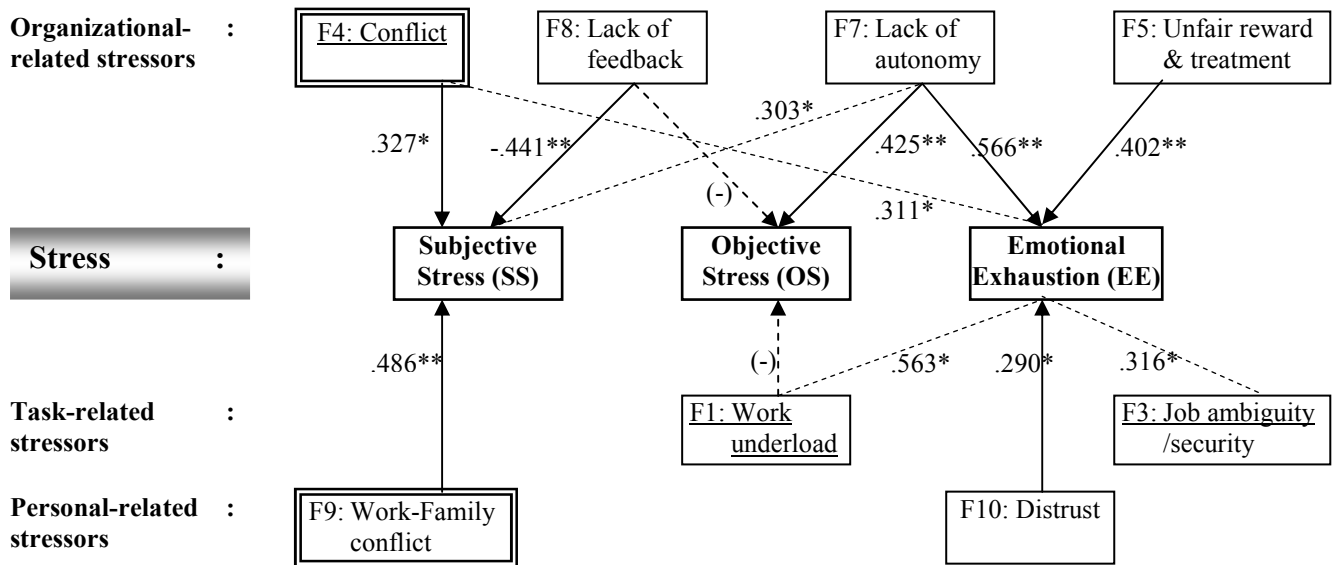 Organizational- :
related stressors
F4: Conflict
F8: Lack of
feedback
F7: Lack of
autonomy
F5: Unfair reward
& treatment
.327*
-.441**
.303*
.425**
.566**
.402**
(-)
.311*
Stress :
Subjective
Stress (SS)
Objective
Stress (OS)
Emotional
Exhaustion (EE)
.486**
(-)
.563*
.290*
.316*
Task-related :
stressors
F1: Work
underload
F3: Job ambiguity
/security
Personal-related :
stressors
F9: Work-Family
conflict
F10: Distrust